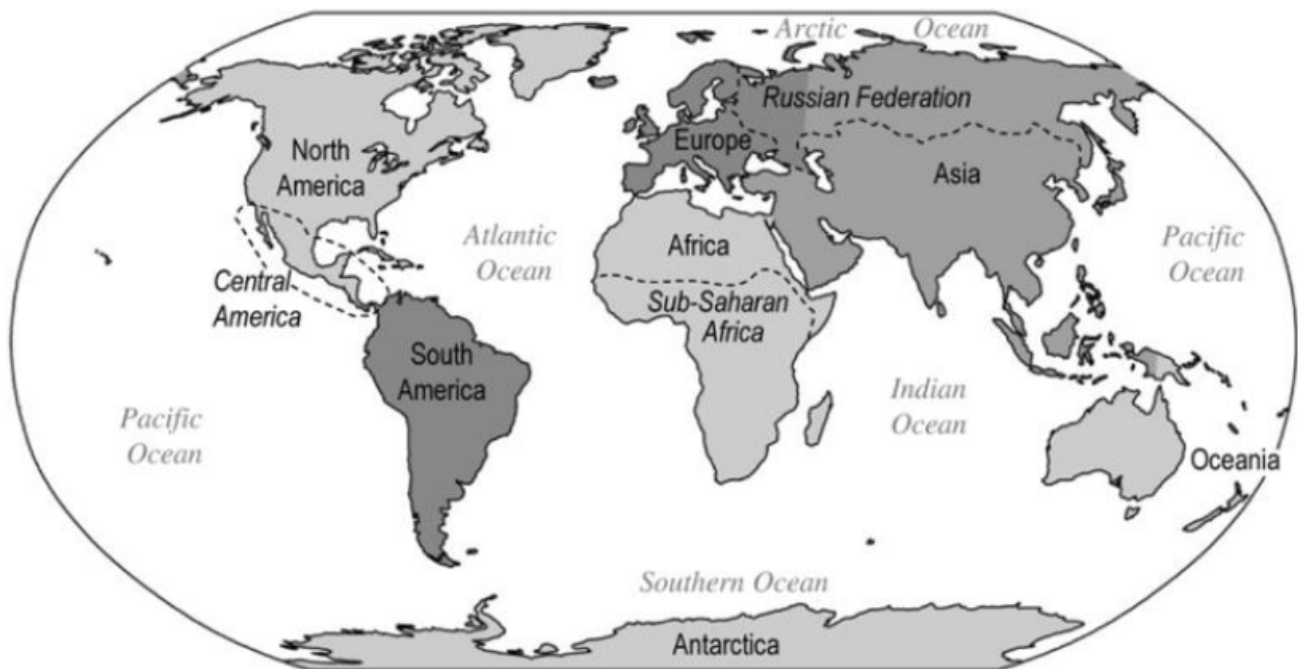 Arctic Ocean
Russian Federation
Europe
North
America
Asia
Atlantic
Ocean
Africa
Pacific
Ocean
Central
America
Sub-Saharan
Africa
South
America
Indian
Ocean
Pacific
Ocean
Oceania
Southern Ocean
Antarctica